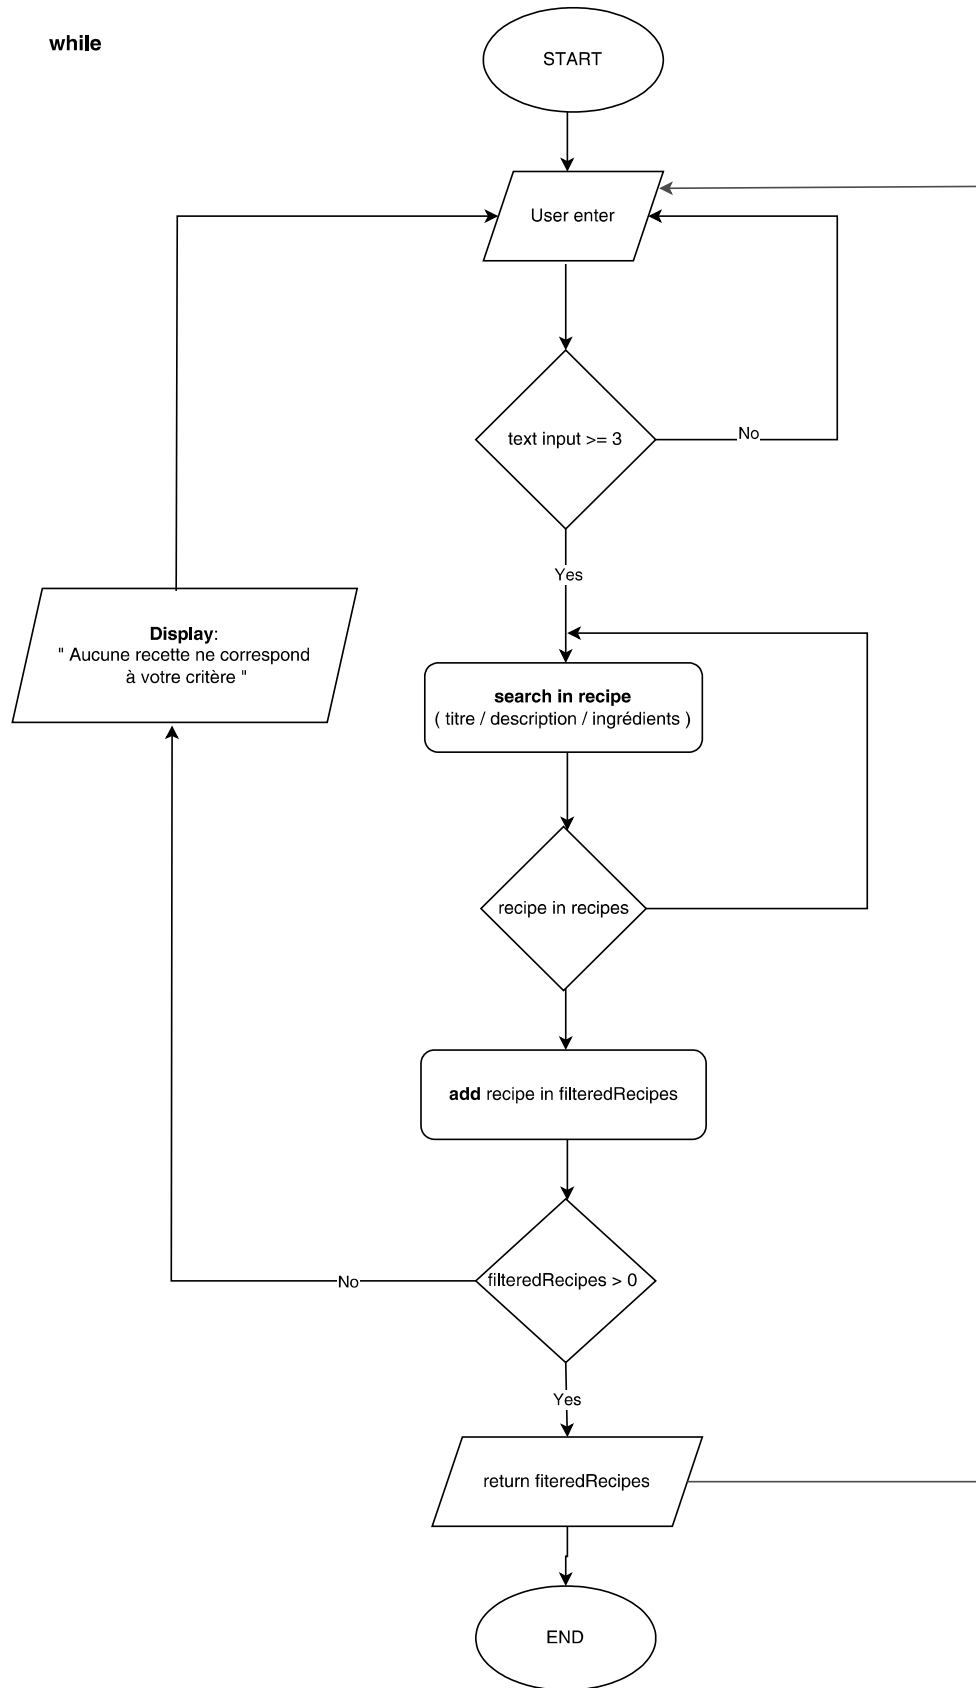 while
START
User enter
text input >= 3
No
Yes
Display:
" Aucune recette ne correspond
à votre critère "
search in recipe
( titre / description / ingrédients )
recipe in recipes
add recipe in filteredRecipes
filteredRecipes > 0
No
Yes
return fiteredRecipes
END